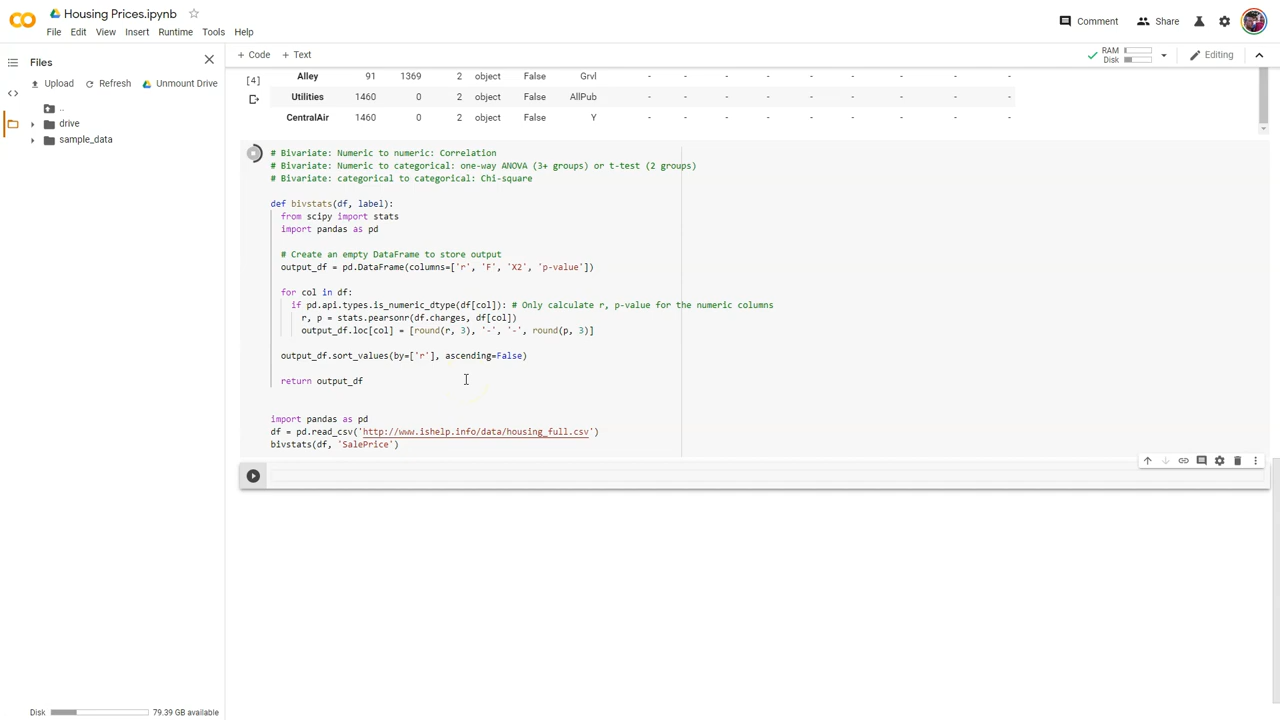 Housing Prices.ipynb
File Edit View Insert Runtime Tools Help
Comment Share
Files
Upload Refresh Unmount Drive
..
drive
sample_data
Disk 79.39 GB available
+ Code + Text
RAM
Disk
Editing
[4]
Alley 91 1369 2 object False Grvl - - - - - - - - -
Utilities 1460 0 2 object False AllPub - - - - - - - - -
CentralAir 1460 0 2 object False Y - - - - - - - - -
# Bivariate: Numeric to numeric: Correlation
# Bivariate: Numeric to categorical: one-way ANOVA (3+ groups) or t-test (2 groups)
# Bivariate: categorical to categorical: Chi-square
def bivstats(df, label):
from scipy import stats
import pandas as pd
# Create an empty DataFrame to store output
output_df = pd.DataFrame(columns=['r', 'F', 'X2', 'p-value'])
for col in df:
if pd.api.types.is_numeric_dtype(df[col]): # Only calculate r, p-value for the numeric columns
r, p = stats.pearsonr(df.charges, df[col])
output_df.loc[col] = [round(r, 3), '-', '-', round(p, 3)]
output_df.sort_values(by=['r'], ascending=False)
return output_df
import pandas as pd
df = pd.read_csv('http://www.ishelp.info/data/housing_full.csv')
bivstats(df, 'SalePrice')